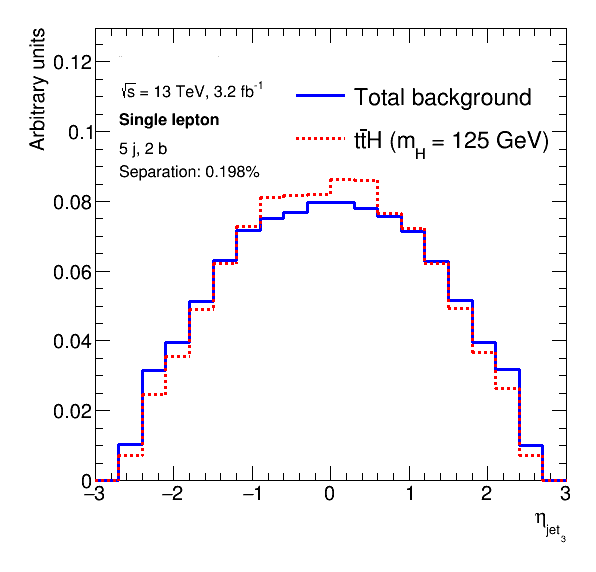 Arbitrary units
0.12
0.1
0.08
0.06
0.04
0.02
0
√s = 13 TeV, 3.2 fb⁻¹
Single lepton
5 j, 2 b
Separation: 0.198%
Total background
tt̄H (m_H = 125 GeV)
−3 −2 −1 0 1 2 3
η_jet₃